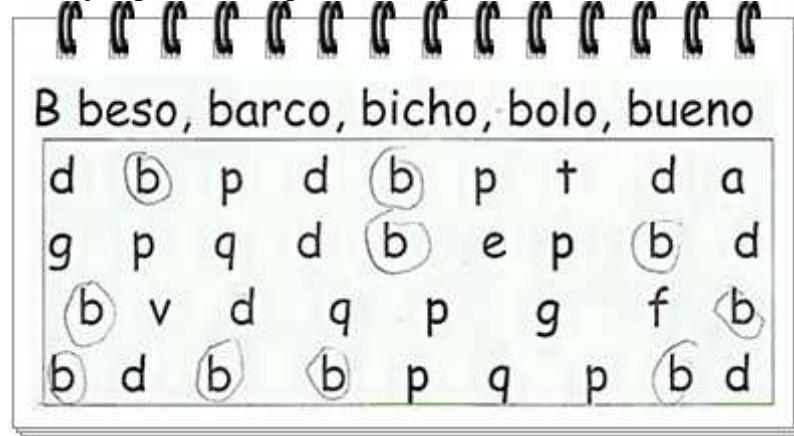 B beso, barco, bicho, bolo, bueno
d b p d b p t d a
g p q d b e p b d
b v d q p g f b
b d b b p q p b d